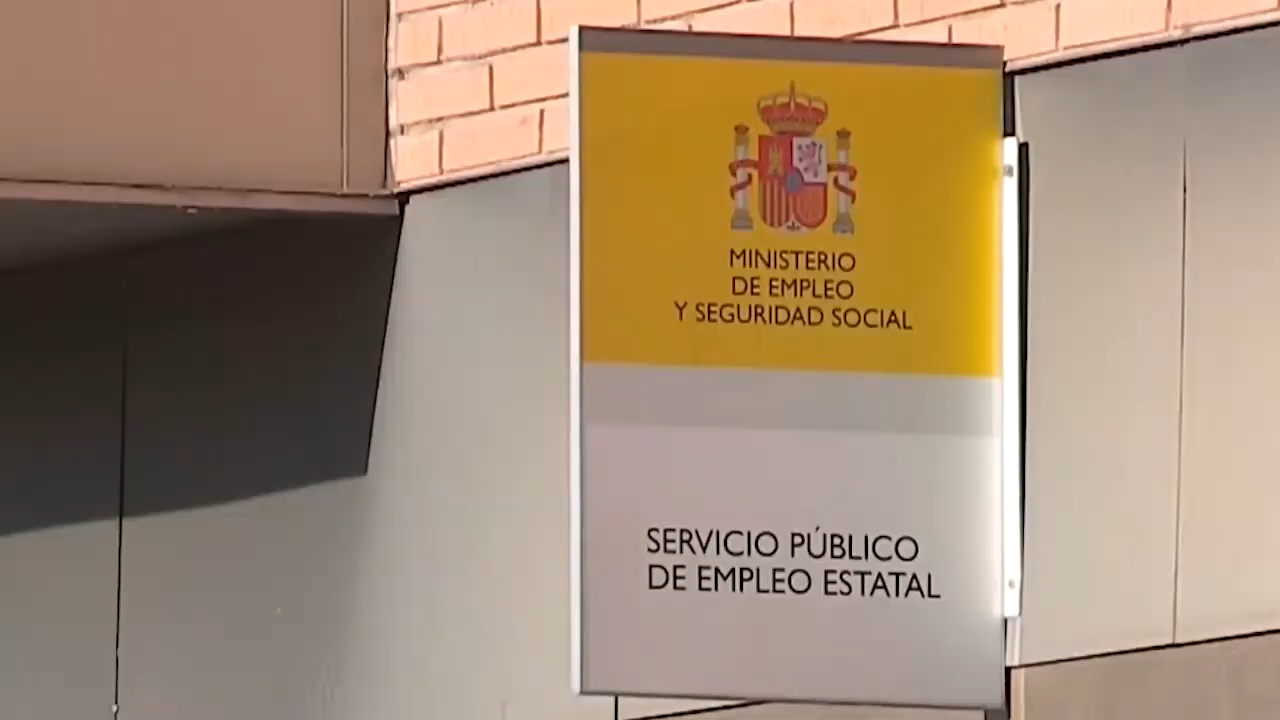 MINISTERIO
DE EMPLEO
Y SEGURIDAD SOCIAL
SERVICIO PÚBLICO
DE EMPLEO ESTATAL